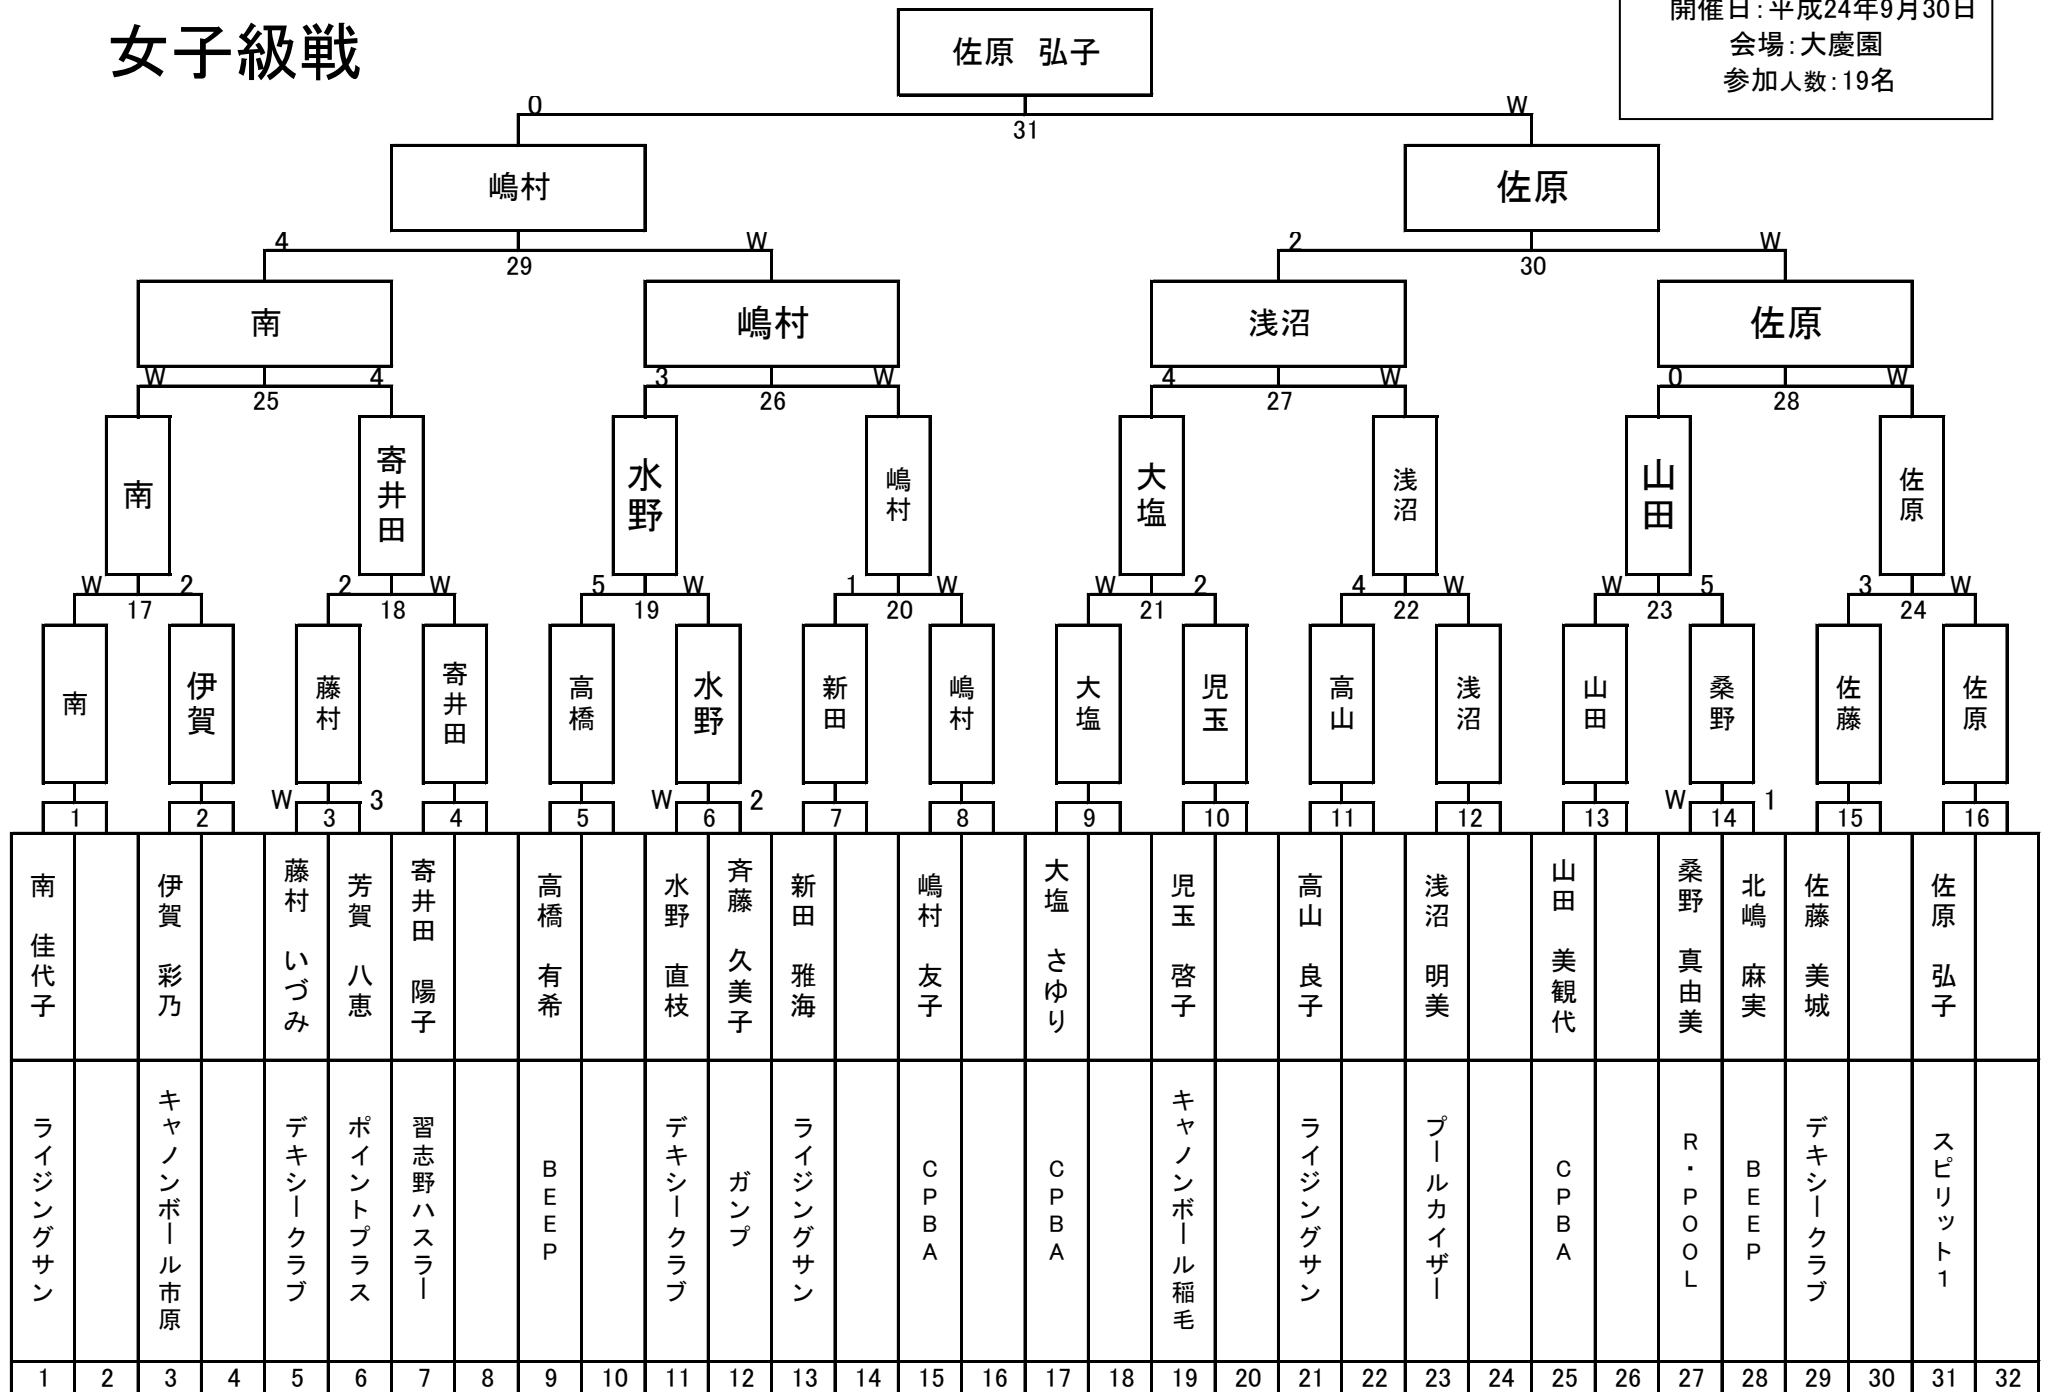 女子級戦
佐原 弘子
開催日：平成24年9月30日
会場：大慶園
参加人数：19名
0 W
31
嶋村 佐原
4 W 2 W
29 30
南 嶋村 浅沼 佐原
W 4 3 W 4 W 0 W
25 26 27 28
南 寄井田 水野 嶋村 大塩 浅沼 山田 佐原
W 2 2 W 5 W 1 W W 2 4 W W 5 3 W
17 18 19 20 21 22 23 24
南 伊賀 藤村 寄井田 高橋 水野 新田 嶋村 大塩 児玉 高山 浅沼 山田 桑野 佐藤 佐原
W 3 W 2 W 1
1 2 3 4 5 6 7 8 9 10 11 12 13 14 15 16
南 佳代子
伊賀 彩乃
藤村 いづみ
芳賀 八恵
寄井田 陽子
高橋 有希
水野 直枝
斉藤 久美子
新田 雅海
嶋村 友子
大塩 さゆり
児玉 啓子
高山 良子
浅沼 明美
山田 美観代
桑野 真由美
北嶋 麻実
佐藤 美城
佐原 弘子
ライジングサン
キャノンボール市原
デキシークラブ
ポイントプラス
習志野ハスラー
BEEP
デキシークラブ
ガンプ
ライジングサン
CPBA
CPBA
キャノンボール稲毛
ライジングサン
プールカイザー
CPBA
R・POOL
BEEP
デキシークラブ
スピリット1
1 2 3 4 5 6 7 8 9 10 11 12 13 14 15 16 17 18 19 20 21 22 23 24 25 26 27 28 29 30 31 32